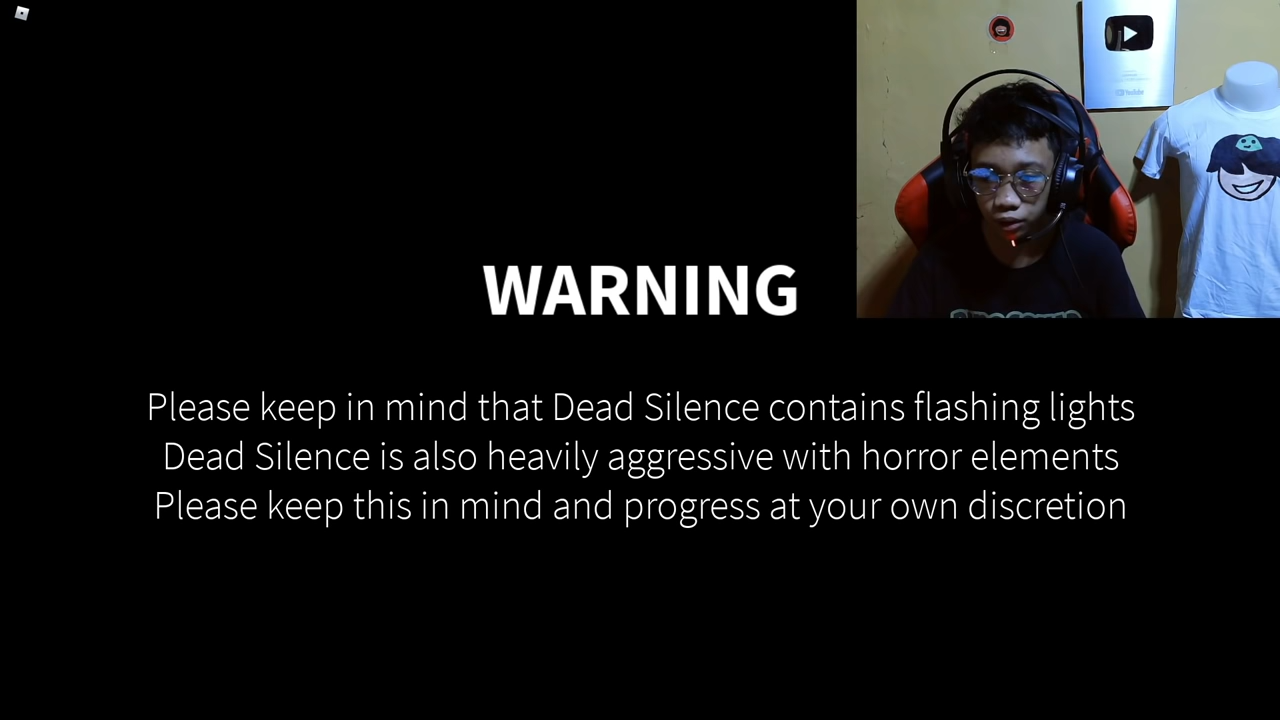 WARNING
Please keep in mind that Dead Silence contains flashing lights
Dead Silence is also heavily aggressive with horror elements
Please keep this in mind and progress at your own discretion
YouTube